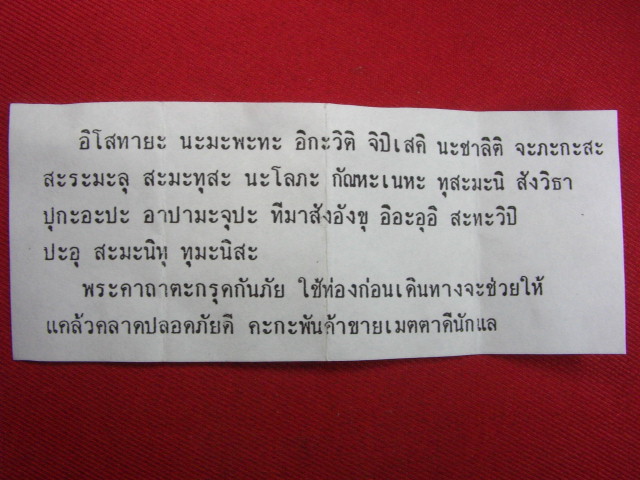 อิโสทายะ นะมะพะทะ อิกะวิติ จิปิเสคิ นะชาลิติ จะภะกะสะ
สะระมะลุ สะมะทุสะ นะโลภะ กัณหะเนหะ ทุสะมะนิ สังวิธา
ปุกะอะปะ อาปามะจุปะ ทีมาสังอังขุ อิอะอุอิ สะหะวิปิ
ปะอุ สะมะนิทุ ทุมะนิสะ
พระคาถาตะกรุดกันภัย ใช้ท่องก่อนเดินทางจะช่วยให้
แคล้วคลาดปลอดภัยดี คะกะพันค้าขายเมตตาดีนักแล